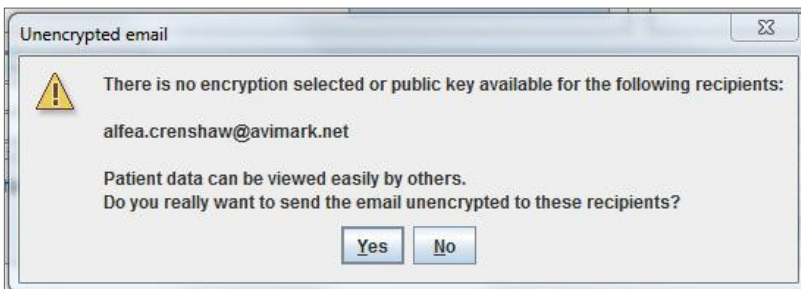 Unencrypted email
There is no encryption selected or public key available for the following recipients:
alfea.crenshaw@avimark.net
Patient data can be viewed easily by others.
Do you really want to send the email unencrypted to these recipients?
Yes No